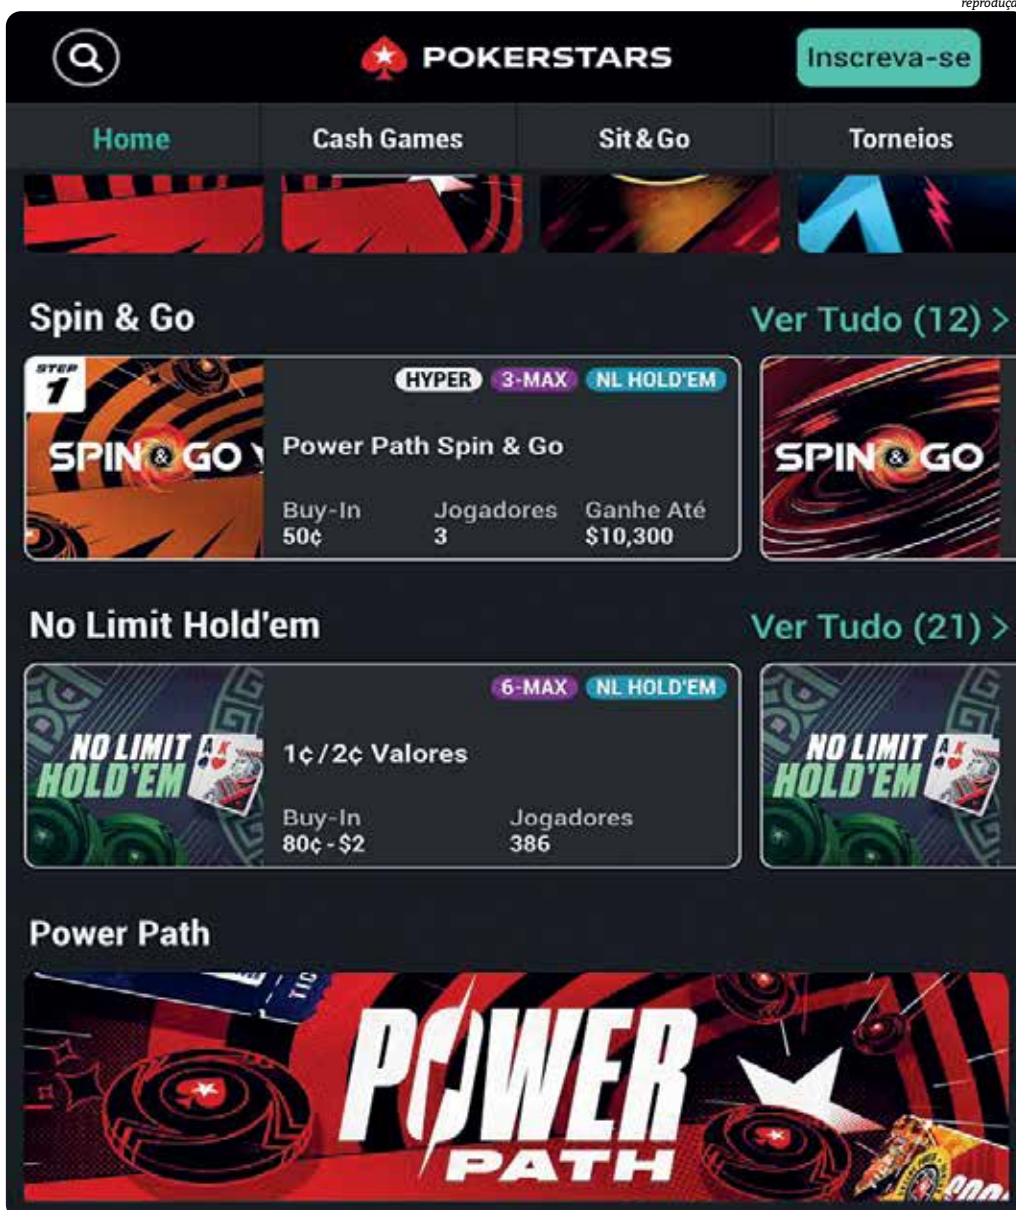 POKERSTARS
Inscreva-se
Home
Cash Games
Sit & Go
Torneios
Spin & Go
Ver Tudo (12) >
STEP
1
SPIN & GO
HYPER 3-MAX NL HOLD'EM
Power Path Spin & Go
Buy-In Jogadores Ganhe Até
50¢ 3 $10,300
SPIN & GO
No Limit Hold'em
Ver Tudo (21) >
NO LIMIT
HOLD'EM
A K
6-MAX NL HOLD'EM
1¢/2¢ Valores
Buy-In Jogadores
80¢-$2 386
NO LIMIT
HOLD'EM
A K
Power Path
POWER
PATH